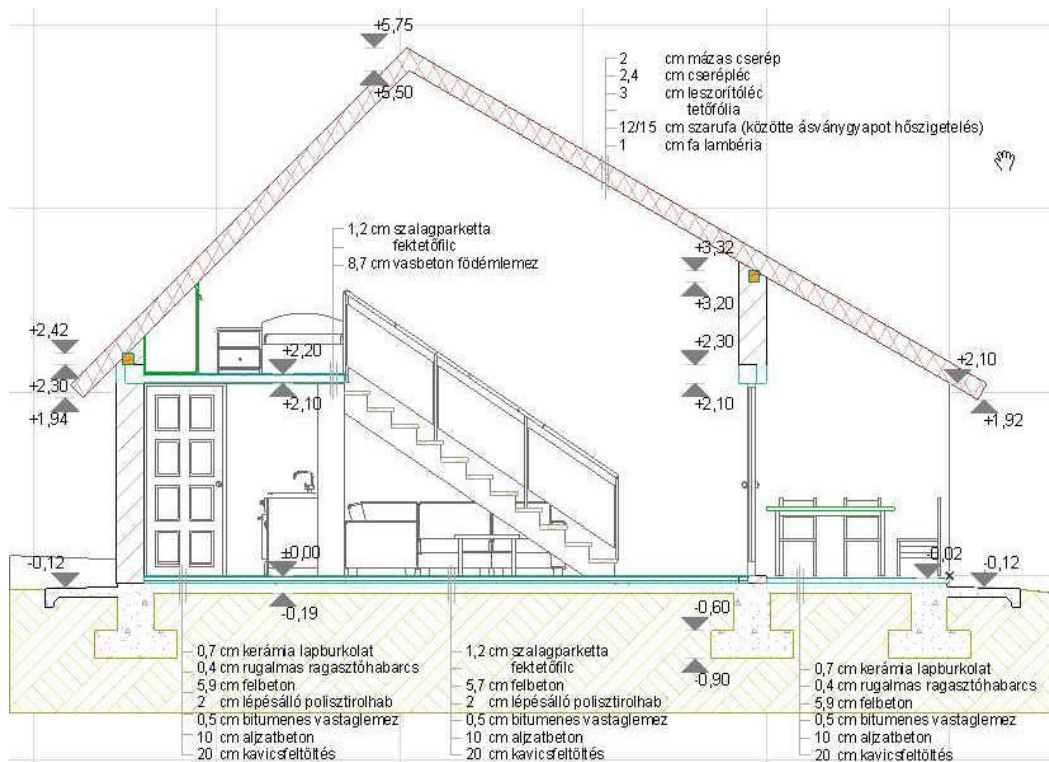 +5,75
+5,50
2 cm mázas cserép
2,4 cm cserépléc
3 cm leszorítóléc
tetőfólia
12/15 cm szarufa (közötte ásványgyapot hőszigetelés)
1 cm fa lambéria
1,2 cm szalagparketta
fektetőfilc
8,7 cm vasbeton födémlemez
+3,32
+3,20
+2,30
+2,10
+2,42
+2,30
+1,94
+2,20
+2,10
+2,10
+1,92
-0,12
±0,00
-0,19
-0,02
-0,12
-0,60
-0,90
0,7 cm kerámia lapburkolat
0,4 cm rugalmas ragasztóhabarcs
5,9 cm felbeton
2 cm lépésálló polisztirolhab
0,5 cm bitumenes vastaglemez
10 cm aljzatbeton
20 cm kavicsfeltöltés
1,2 cm szalagparketta
fektetőfilc
5,7 cm felbeton
2 cm lépésálló polisztirolhab
0,5 cm bitumenes vastaglemez
10 cm aljzatbeton
20 cm kavicsfeltöltés
0,7 cm kerámia lapburkolat
0,4 cm rugalmas ragasztóhabarcs
5,9 cm felbeton
0,5 cm bitumenes vastaglemez
10 cm aljzatbeton
20 cm kavicsfeltöltés